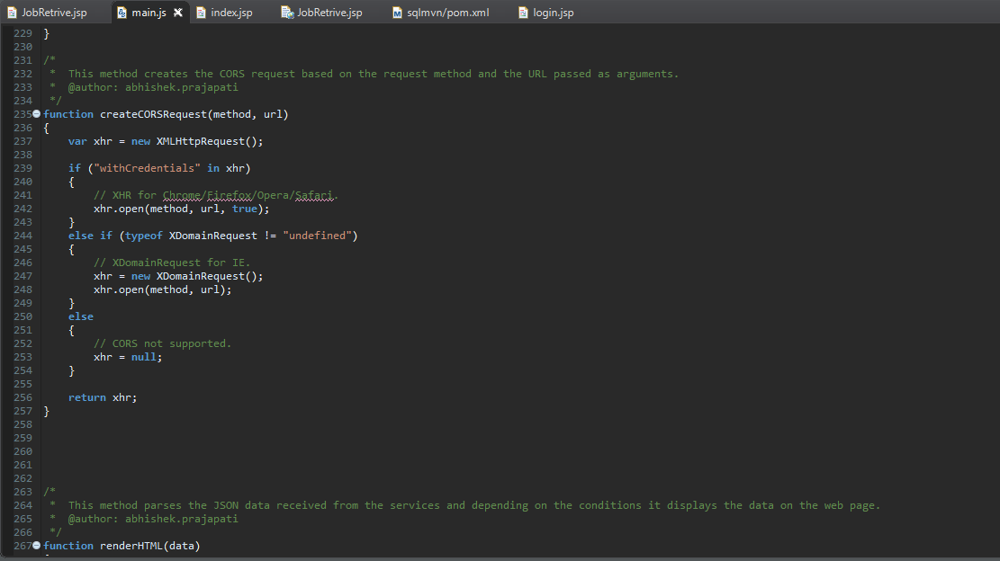 JobRetrive.jsp main.js index.jsp JobRetrive.jsp sqlmvn/pom.xml login.jsp
229 }
230
231 /*
232  *  This method creates the CORS request based on the request method and the URL passed as arguments.
233  *  @author: abhishek.prajapati
234  */
235 function createCORSRequest(method, url)
236 {
237     var xhr = new XMLHttpRequest();
238
239     if ("withCredentials" in xhr)
240     {
241         // XHR for Chrome/Firefox/Opera/Safari.
242         xhr.open(method, url, true);
243     }
244     else if (typeof XDomainRequest != "undefined")
245     {
246         // XDomainRequest for IE.
247         xhr = new XDomainRequest();
248         xhr.open(method, url);
249     }
250     else
251     {
252         // CORS not supported.
253         xhr = null;
254     }
255
256     return xhr;
257 }
258
259
260
261
262
263 /*
264  *  This method parses the JSON data received from the services and depending on the conditions it displays the data on the web page.
265  *  @author: abhishek.prajapati
266  */
267 function renderHTML(data)